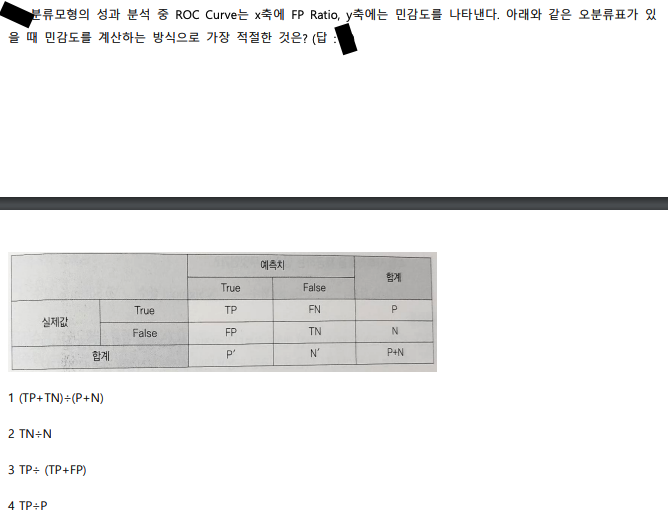 분류모형의 성과 분석 중 ROC Curve는 x축에 FP Ratio, y축에는 민감도를 나타낸다. 아래와 같은 오분류표가 있
을 때 민감도를 계산하는 방식으로 가장 적절한 것은? (답 :
예측치
합계
True False
실제값 True TP FN P
False FP TN N
합계 P′ N′ P+N
1 (TP+TN)÷(P+N)
2 TN÷N
3 TP÷ (TP+FP)
4 TP÷P